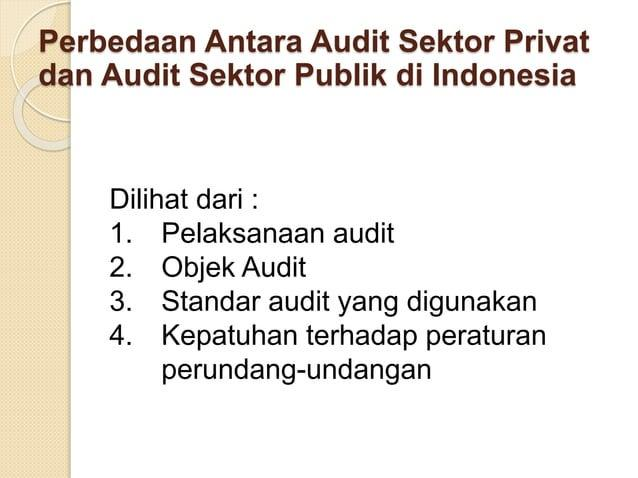 Perbedaan Antara Audit Sektor Privat
dan Audit Sektor Publik di Indonesia
Dilihat dari :
1. Pelaksanaan audit
2. Objek Audit
3. Standar audit yang digunakan
4. Kepatuhan terhadap peraturan
perundang-undangan